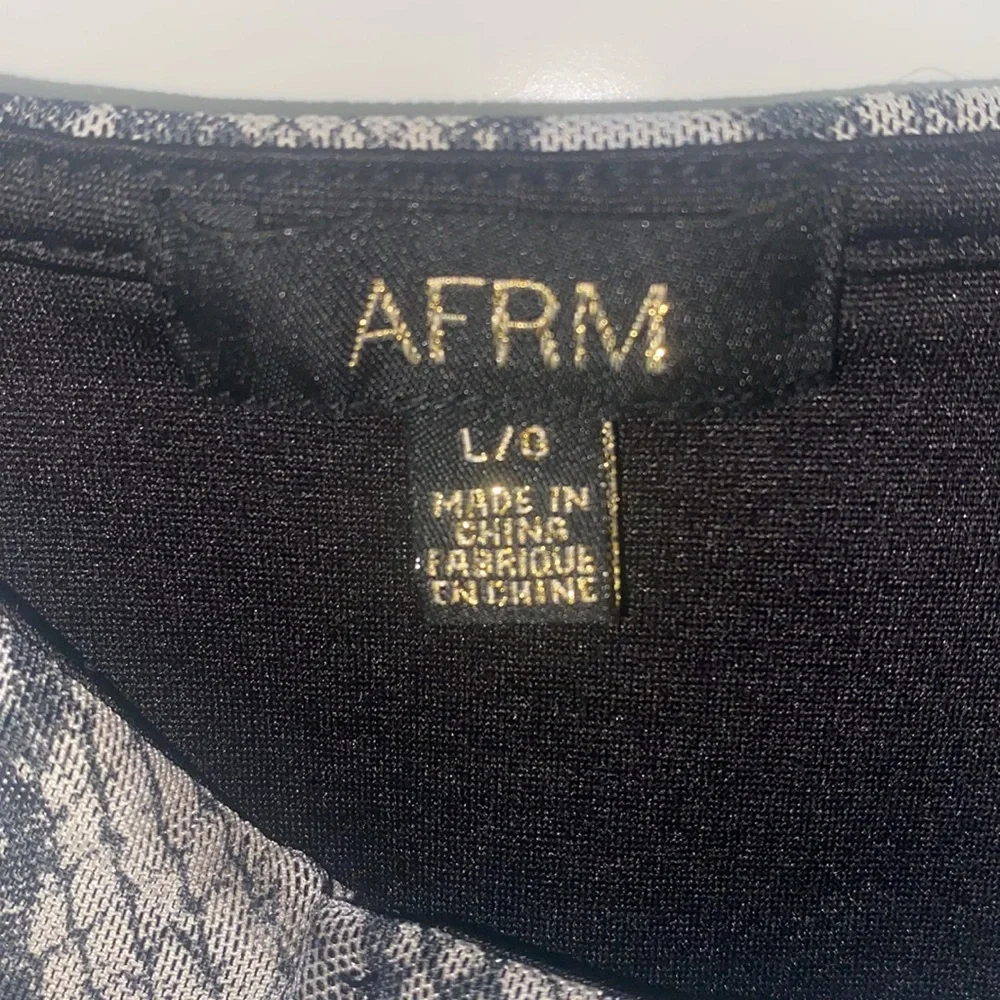 AFRM
L/G
MADE IN
CHINA
FABRIQUE
EN CHINE